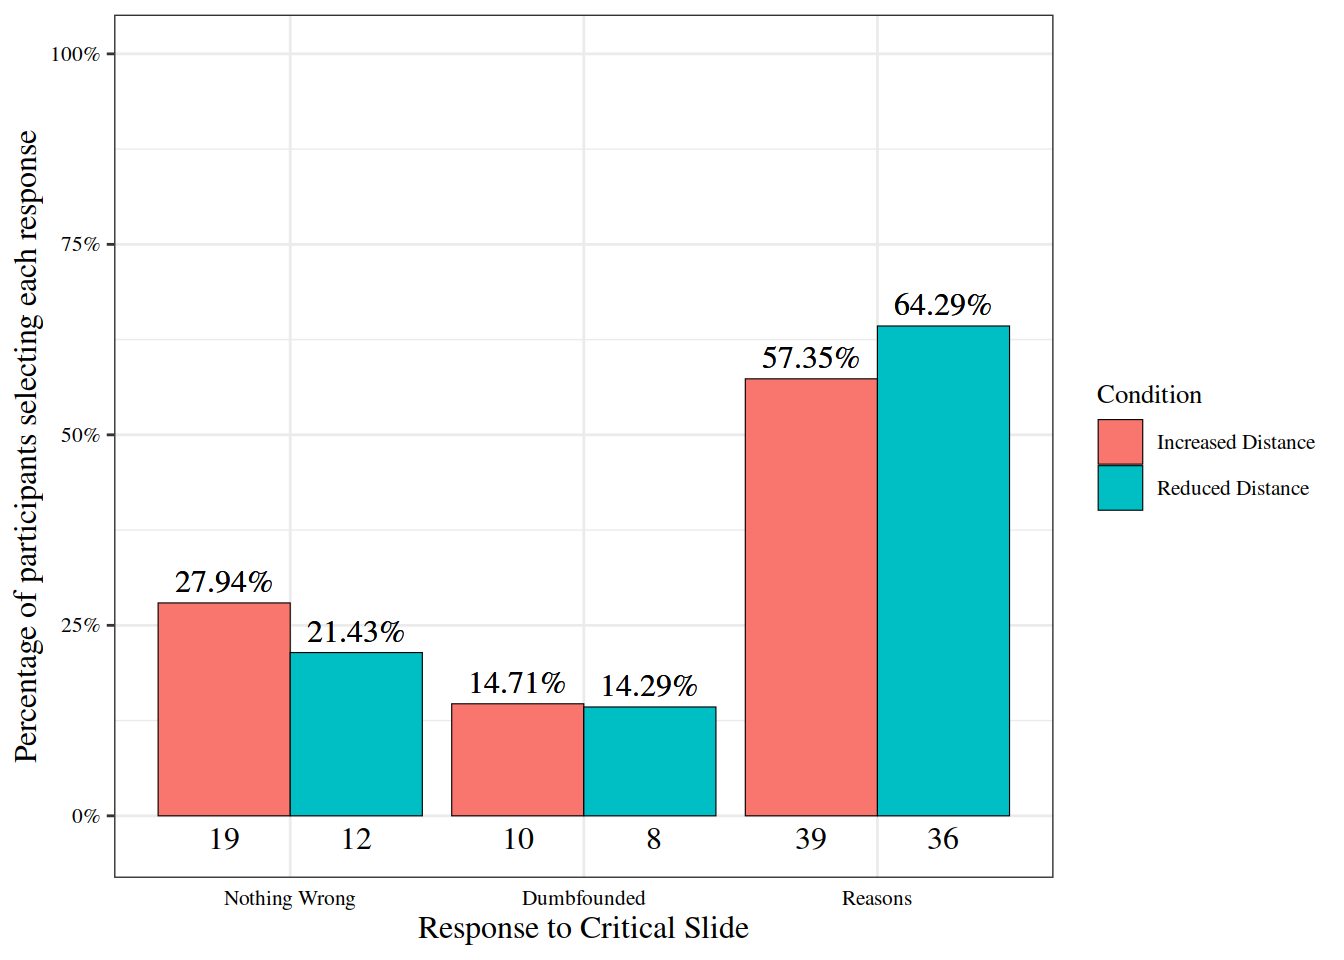 Percentage of participants selecting each response
100%
75%
50%
25%
0%
27.94%
21.43%
14.71%
14.29%
57.35%
64.29%
19
12
10
8
39
36
Nothing Wrong
Dumbfounded
Reasons
Response to Critical Slide
Condition
Increased Distance
Reduced Distance